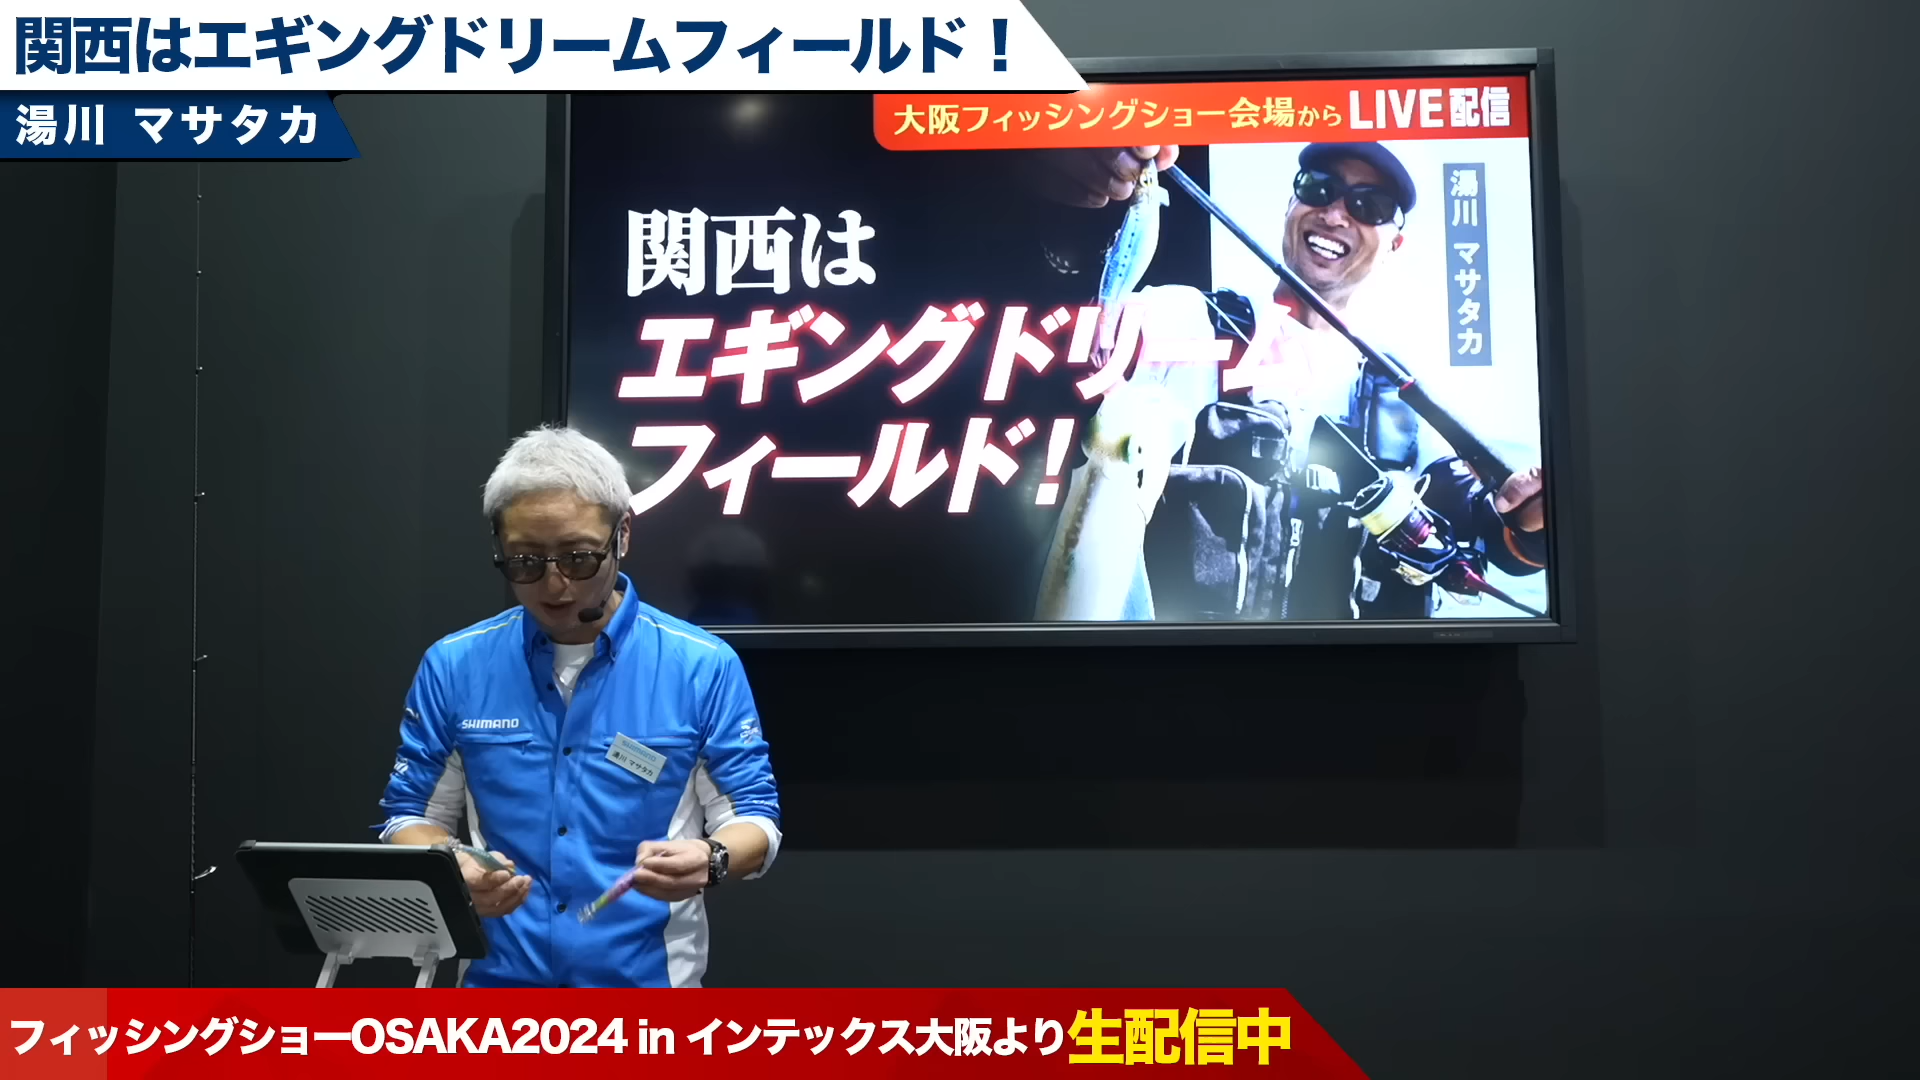 関西はエギングドリームフィールド！
湯川 マサタカ
大阪フィッシングショー会場からLIVE配信
湯川 マサタカ
関西は
エギングドリーム
フィールド！
SHIMANO
SHIMANO
湯川 マサタカ
フィッシングショーOSAKA2024 in インテックス大阪より生配信中